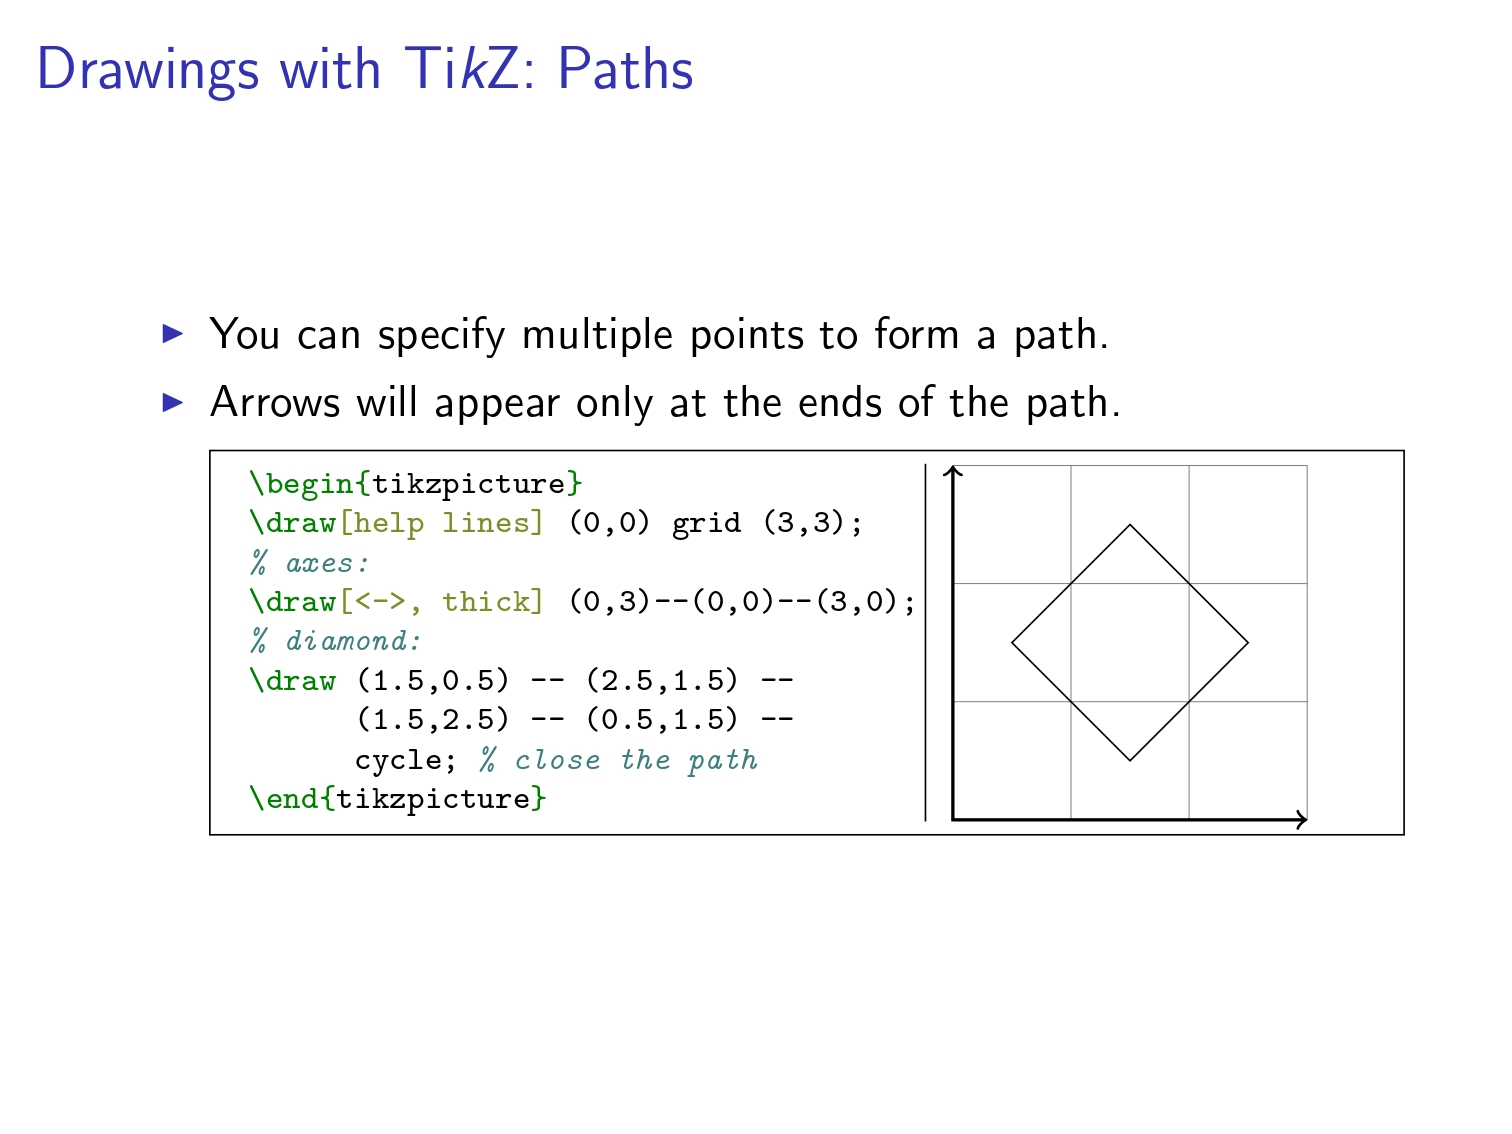 Drawings with TikZ: Paths
▶ You can specify multiple points to form a path.
▶ Arrows will appear only at the ends of the path.
\begin{tikzpicture}
\draw[help lines] (0,0) grid (3,3);
% axes:
\draw[<->, thick] (0,3)--(0,0)--(3,0);
% diamond:
\draw (1.5,0.5) -- (2.5,1.5) --
(1.5,2.5) -- (0.5,1.5) --
cycle; % close the path
\end{tikzpicture}